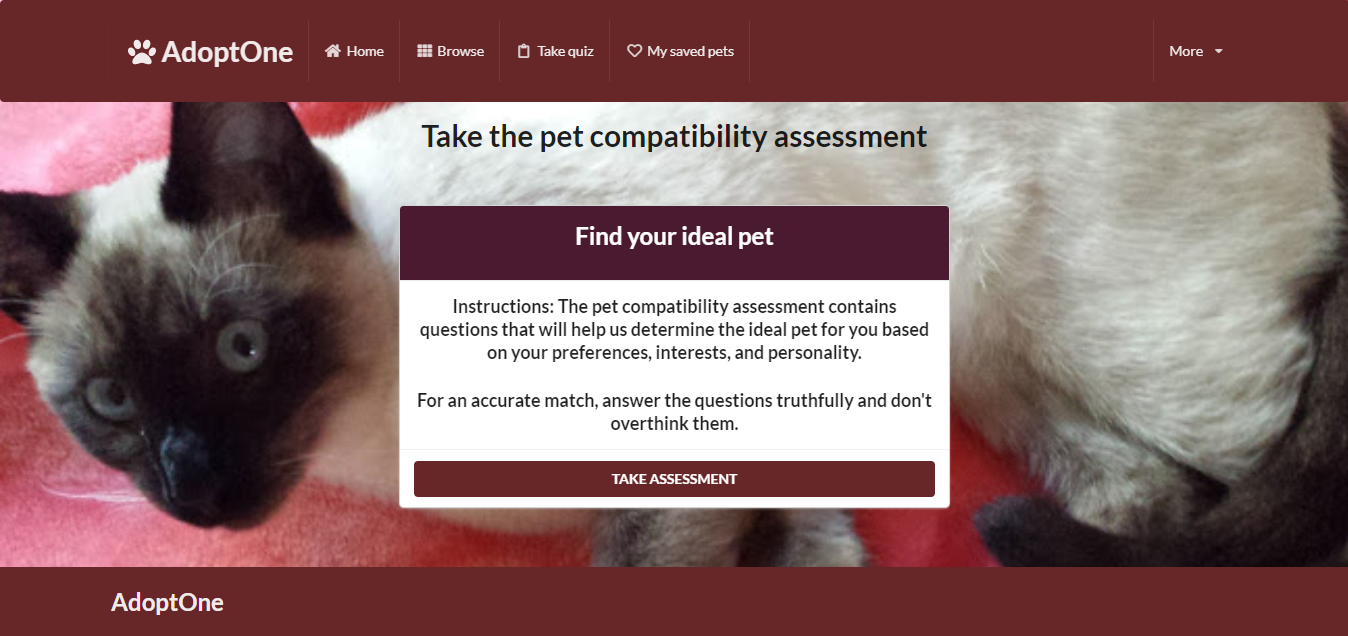 AdoptOne
Home
Browse
Take quiz
My saved pets
More
Take the pet compatibility assessment
Find your ideal pet
Instructions: The pet compatibility assessment contains
questions that will help us determine the ideal pet for you based
on your preferences, interests, and personality.
For an accurate match, answer the questions truthfully and don't
overthink them.
TAKE ASSESSMENT
AdoptOne